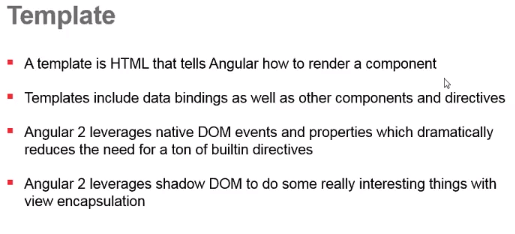 Template
A template is HTML that tells Angular how to render a component
Templates include data bindings as well as other components and directives
Angular 2 leverages native DOM events and properties which dramatically
reduces the need for a ton of builtin directives
Angular 2 leverages shadow DOM to do some really interesting things with
view encapsulation